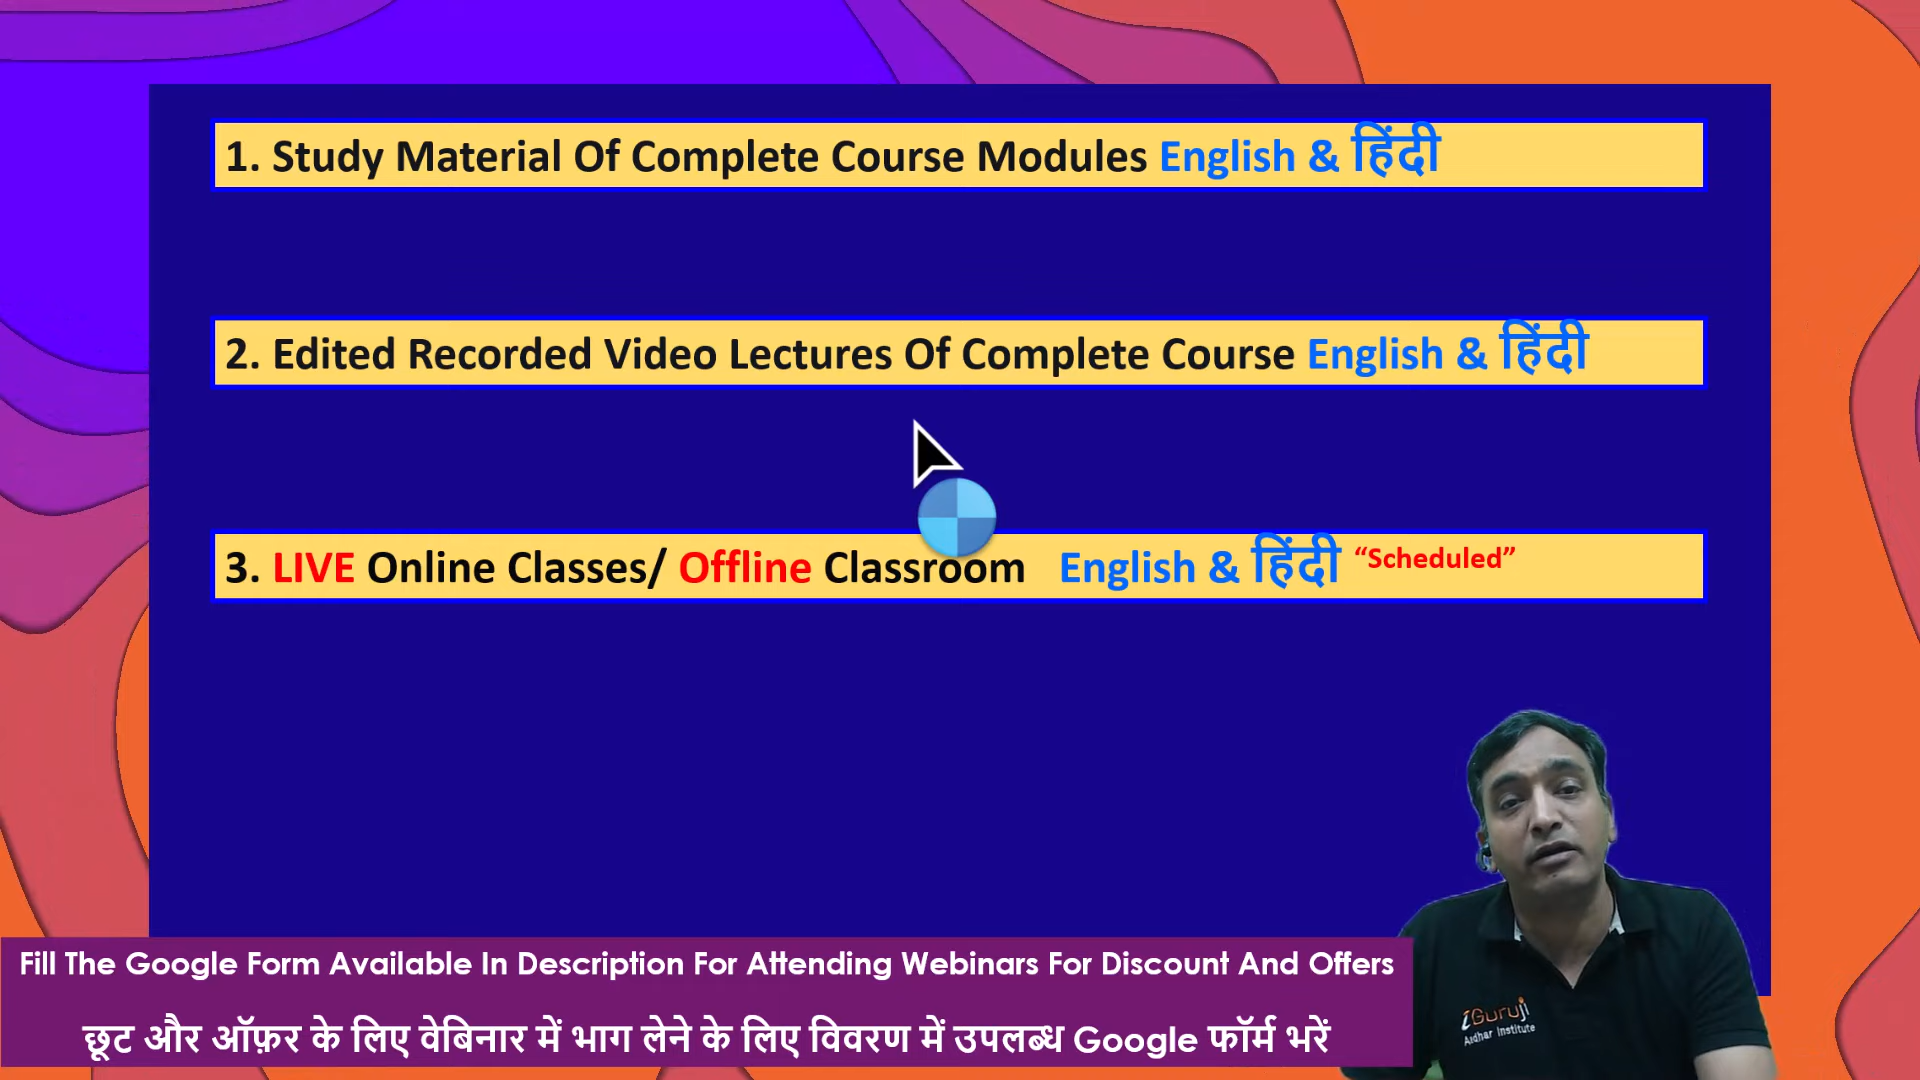 1. Study Material Of Complete Course Modules English & हिंदी
2. Edited Recorded Video Lectures Of Complete Course English & हिंदी
3. LIVE Online Classes/ Offline Classroom English & हिंदी “Scheduled”
Fill The Google Form Available In Description For Attending Webinars For Discount And Offers
छूट और ऑफ़र के लिए वेबिनार में भाग लेने के लिए विवरण में उपलब्ध Google फॉर्म भरें
iGuruji
Ardhar Institute